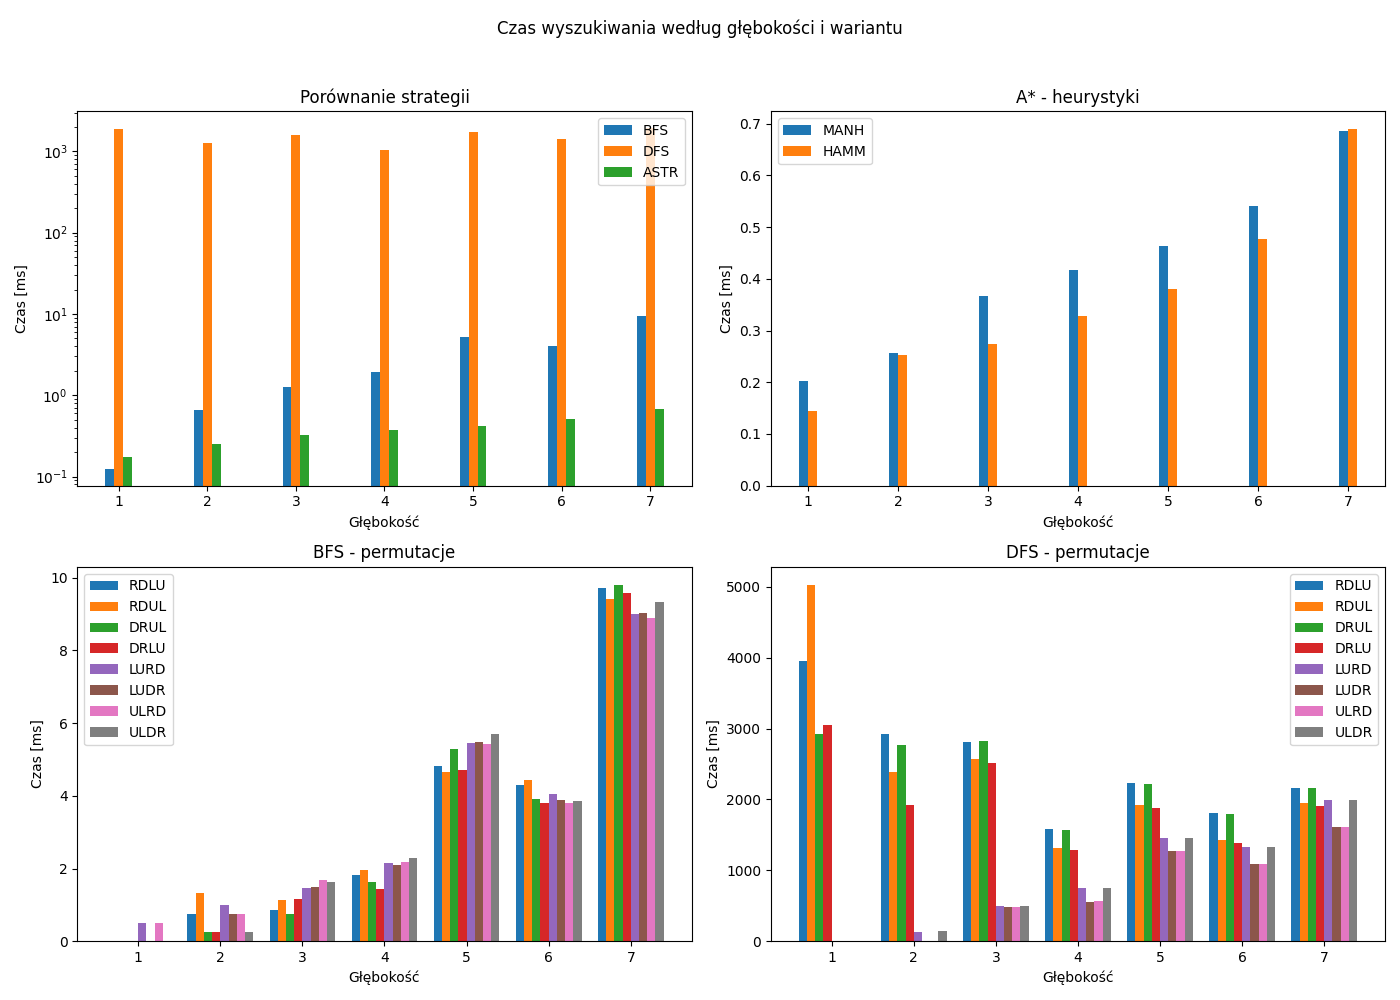 Czas wyszukiwania według głębokości i wariantu
Porównanie strategii
Czas [ms]
10³
10²
10¹
10⁰
10⁻¹
BFS
DFS
ASTR
1 2 3 4 5 6 7
Głębokość
A* - heurystyki
Czas [ms]
0.7
0.6
0.5
0.4
0.3
0.2
0.1
0.0
MANH
HAMM
1 2 3 4 5 6 7
Głębokość
BFS - permutacje
Czas [ms]
10
8
6
4
2
0
RDLU
RDUL
DRUL
DRLU
LURD
LUDR
ULRD
ULDR
1 2 3 4 5 6 7
Głębokość
DFS - permutacje
Czas [ms]
5000
4000
3000
2000
1000
0
RDLU
RDUL
DRUL
DRLU
LURD
LUDR
ULRD
ULDR
1 2 3 4 5 6 7
Głębokość